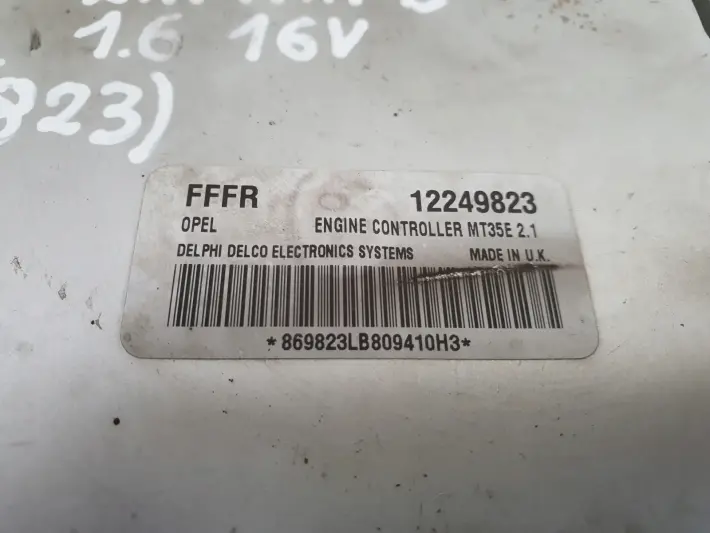 1.6 16V
823)
FFFR 12249823
OPEL ENGINE CONTROLLER MT35E 2.1
DELPHI DELCO ELECTRONICS SYSTEMS MADE IN U.K.
*869823LB809410H3*